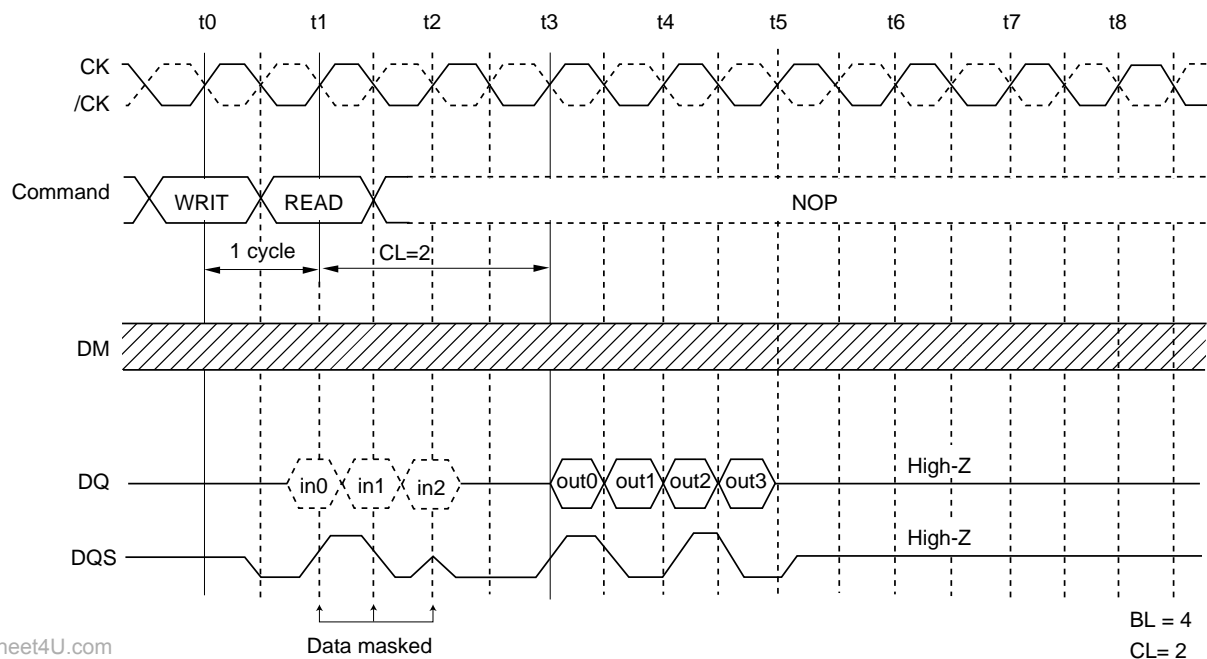 t0 t1 t2 t3 t4 t5 t6 t7 t8
CK
/CK
Command WRIT READ NOP
1 cycle CL=2
DM
DQ in0 in1 in2 out0 out1 out2 out3 High-Z
DQS High-Z
Data masked
BL = 4
CL= 2
heet4U.com